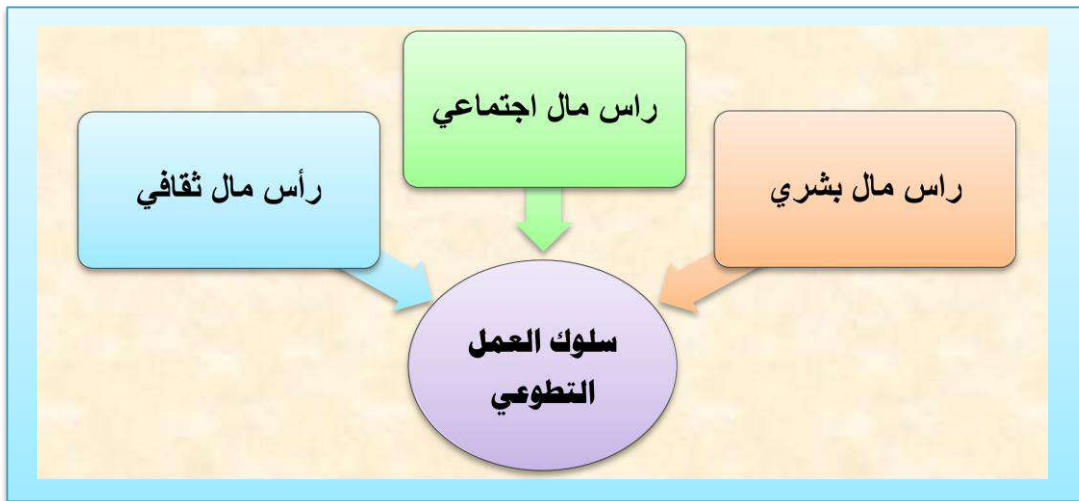 راس مال اجتماعي
راس مال بشري
رأس مال ثقافي
سلوك العمل
التطوعي